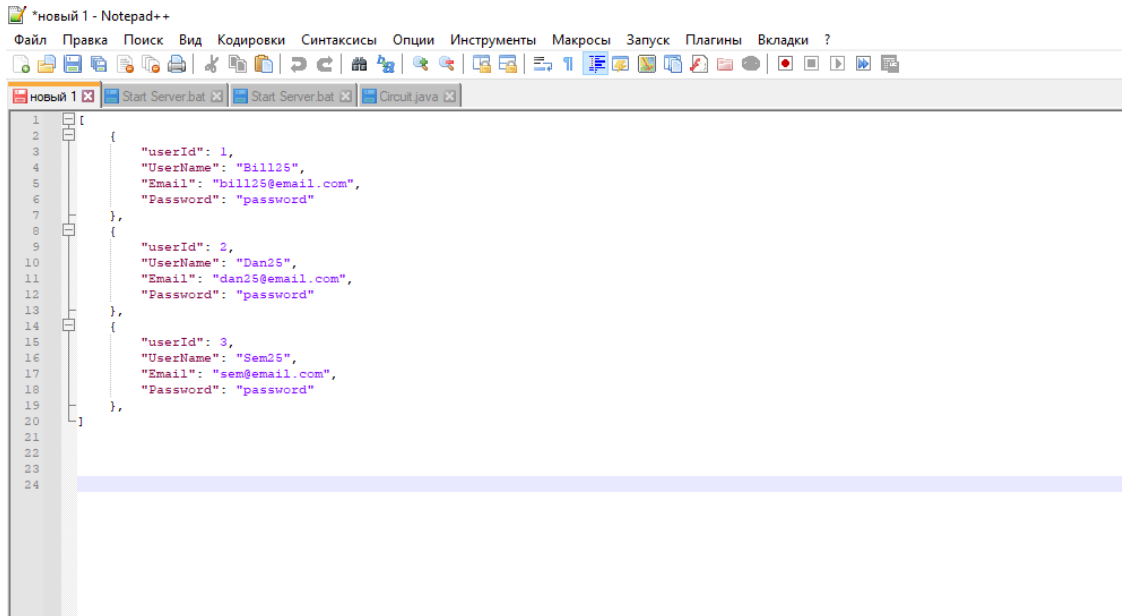 *новый 1 - Notepad++
Файл Правка Поиск Вид Кодировки Синтаксисы Опции Инструменты Макросы Запуск Плагины Вкладки ?
новый 1 Start Server.bat Start Server.bat Circuit.java
1 [
2 {
3 "userId": 1,
4 "UserName": "Bill25",
5 "Email": "bill25@email.com",
6 "Password": "password"
7 },
8 {
9 "userId": 2,
10 "UserName": "Dan25",
11 "Email": "dan25@email.com",
12 "Password": "password"
13 },
14 {
15 "userId": 3,
16 "UserName": "Sem25",
17 "Email": "sem@email.com",
18 "Password": "password"
19 },
20 ]
21
22
23
24